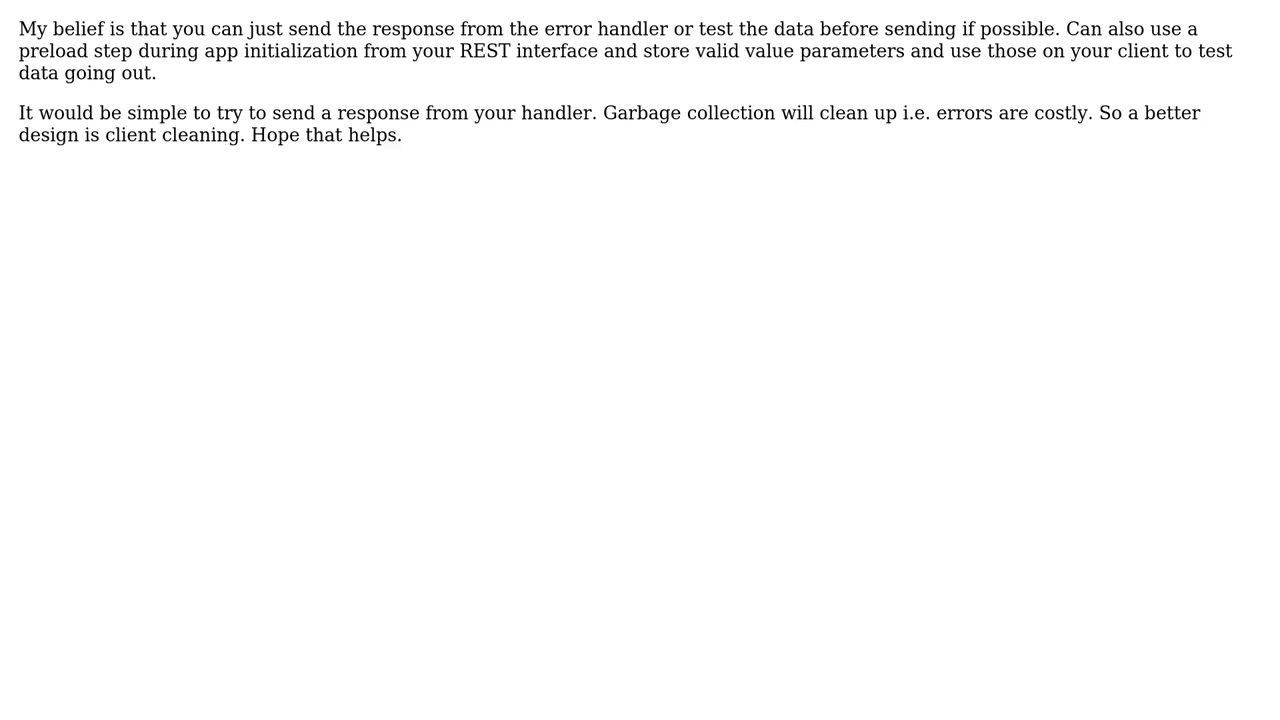 My belief is that you can just send the response from the error handler or test the data before sending if possible. Can also use a
preload step during app initialization from your REST interface and store valid value parameters and use those on your client to test
data going out.
It would be simple to try to send a response from your handler. Garbage collection will clean up i.e. errors are costly. So a better
design is client cleaning. Hope that helps.